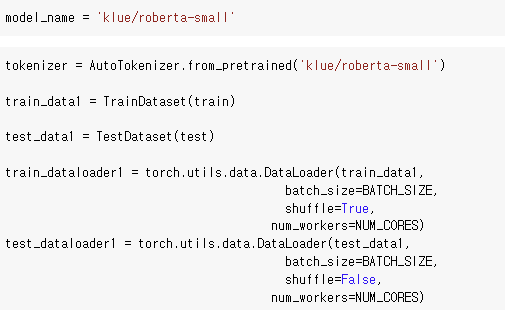 model_name = 'klue/roberta-small'
tokenizer = AutoTokenizer.from_pretrained('klue/roberta-small')
train_data1 = TrainDataset(train)
test_data1 = TestDataset(test)
train_dataloader1 = torch.utils.data.DataLoader(train_data1,
batch_size=BATCH_SIZE,
shuffle=True,
num_workers=NUM_CORES)
test_dataloader1 = torch.utils.data.DataLoader(test_data1,
batch_size=BATCH_SIZE,
shuffle=False,
num_workers=NUM_CORES)